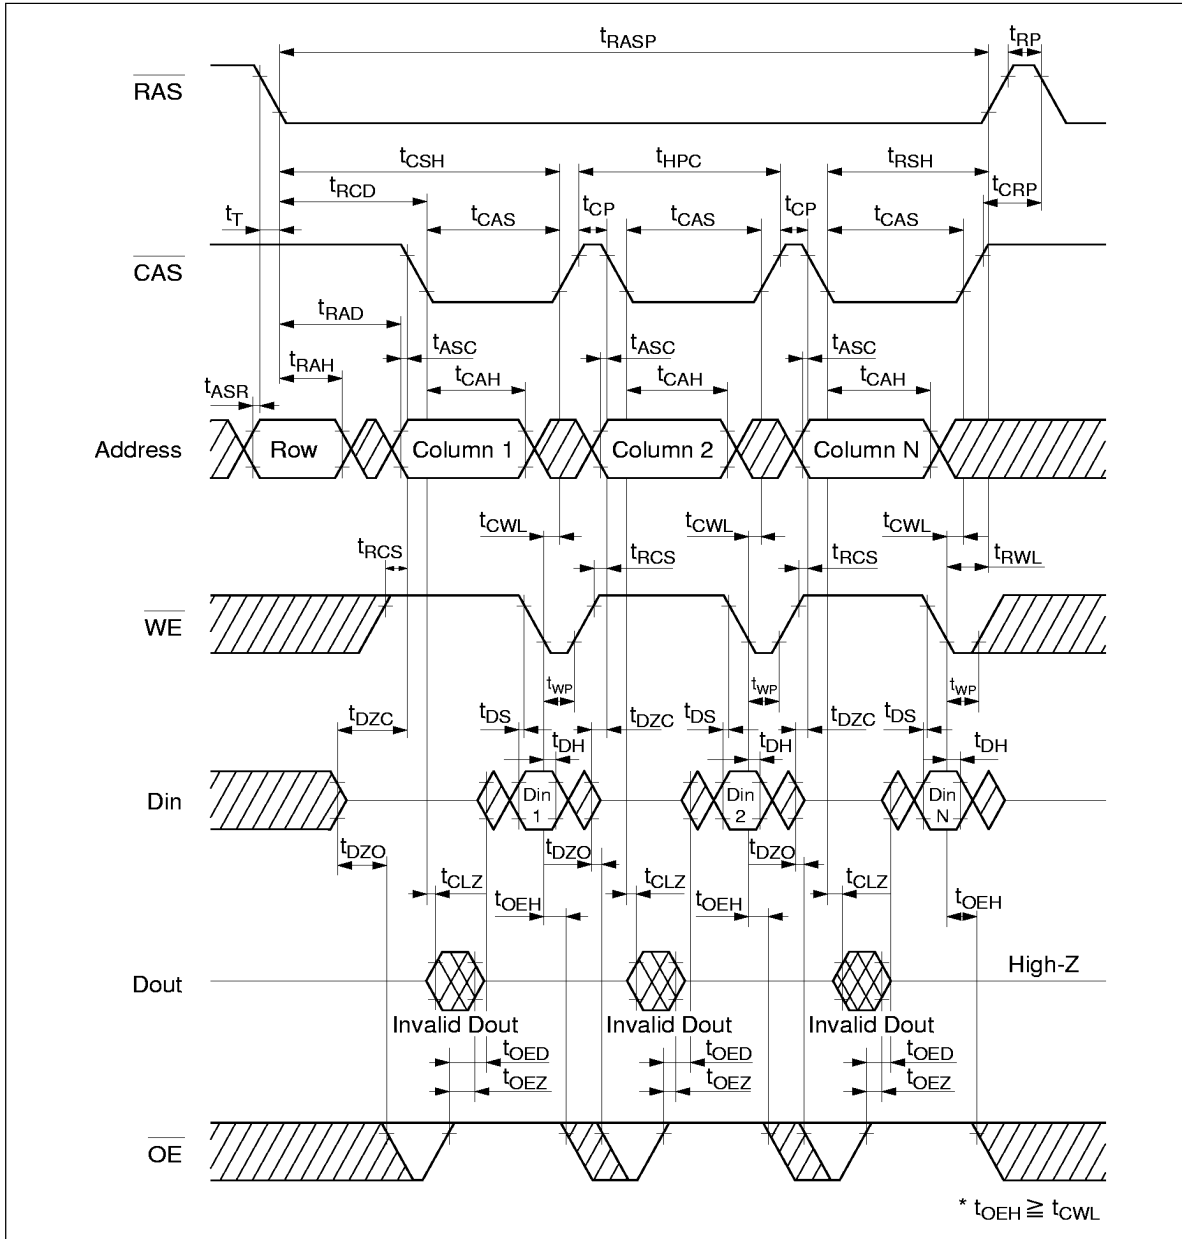 tRASP
tRP
RAS
tCSH
tHPC
tRSH
tRCD
tCRP
tT
tCAS
tCP
tCAS
tCP
tCAS
CAS
tRAD
tASC
tASC
tASC
tRAH
tCAH
tCAH
tCAH
tASR
Address
Row
Column 1
Column 2
Column N
tCWL
tCWL
tCWL
tRCS
tRCS
tRCS
tRWL
WE
tWP
tWP
tWP
tDZC
tDS
tDZC
tDS
tDZC
tDS
tDH
tDH
tDH
Din
Din 1
Din 2
Din N
tDZO
tDZO
tDZO
tCLZ
tCLZ
tCLZ
tOEH
tOEH
tOEH
High-Z
Dout
Invalid Dout
Invalid Dout
Invalid Dout
tOED
tOED
tOED
tOEZ
tOEZ
tOEZ
OE
* tOEH ≧ tCWL